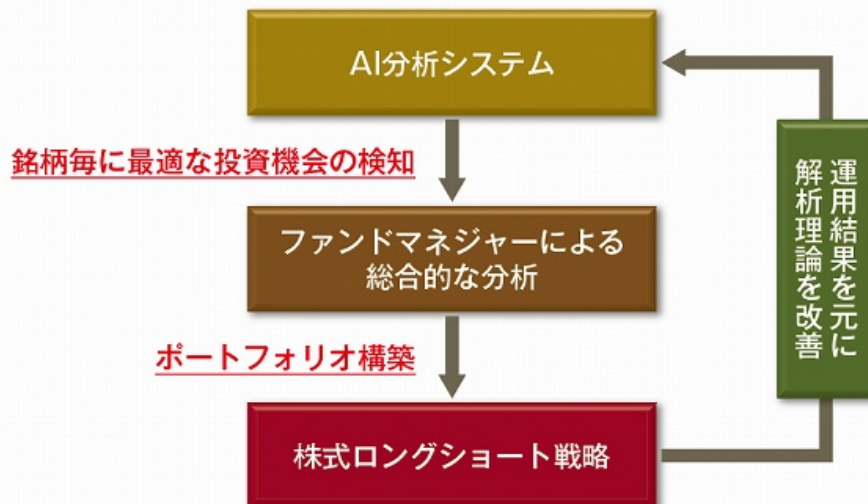 AI分析システム
銘柄毎に最適な投資機会の検知
ファンドマネジャーによる
総合的な分析
ポートフォリオ構築
株式ロングショート戦略
運用結果を元に
解析理論を改善